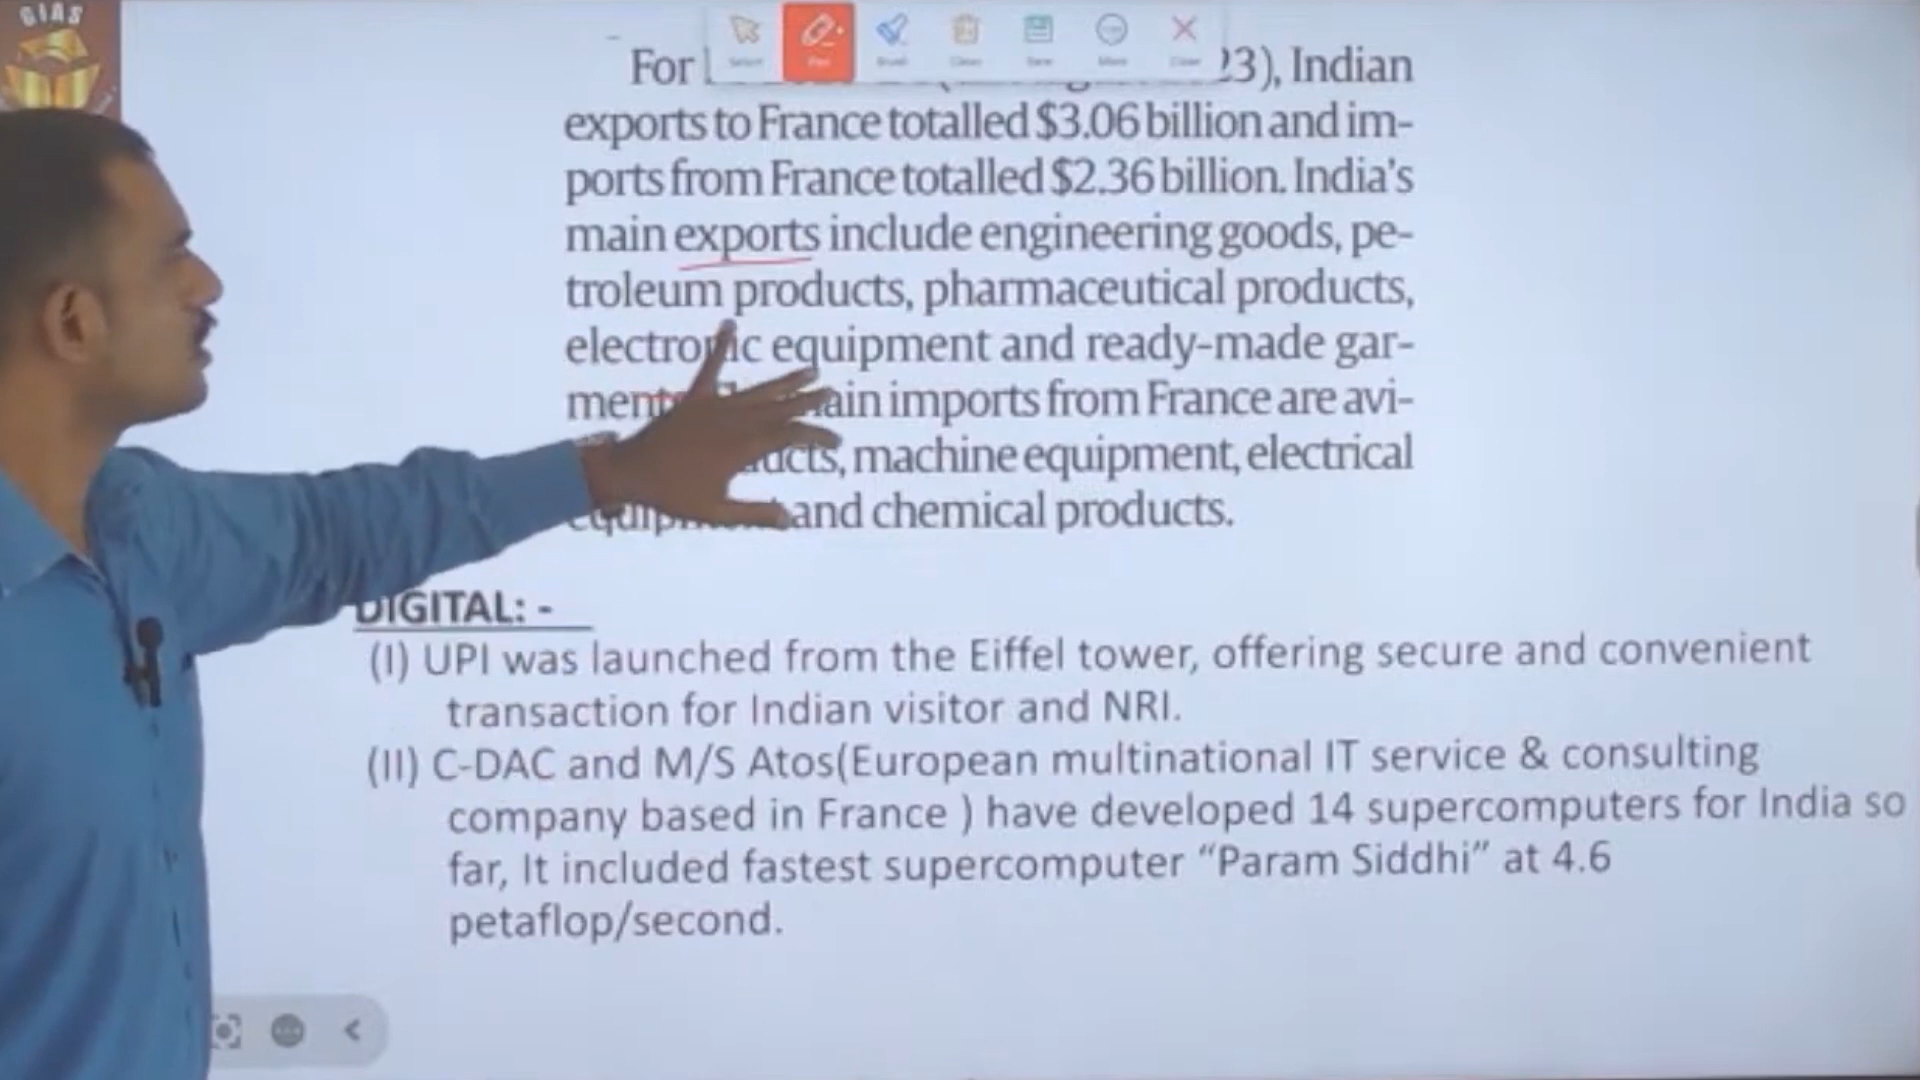 GIAS
For 23), Indian
exports to France totalled $3.06 billion and im-
ports from France totalled $2.36 billion. India's
main exports include engineering goods, pe-
troleum products, pharmaceutical products,
electronic equipment and ready-made gar-
ain imports from France are avi-
ucts, machine equipment, electrical
and chemical products.
DIGITAL: -
(I) UPI was launched from the Eiffel tower, offering secure and convenient
transaction for Indian visitor and NRI.
(II) C-DAC and M/S Atos(European multinational IT service & consulting
company based in France ) have developed 14 supercomputers for India so
far, It included fastest supercomputer “Param Siddhi” at 4.6
petaflop/second.